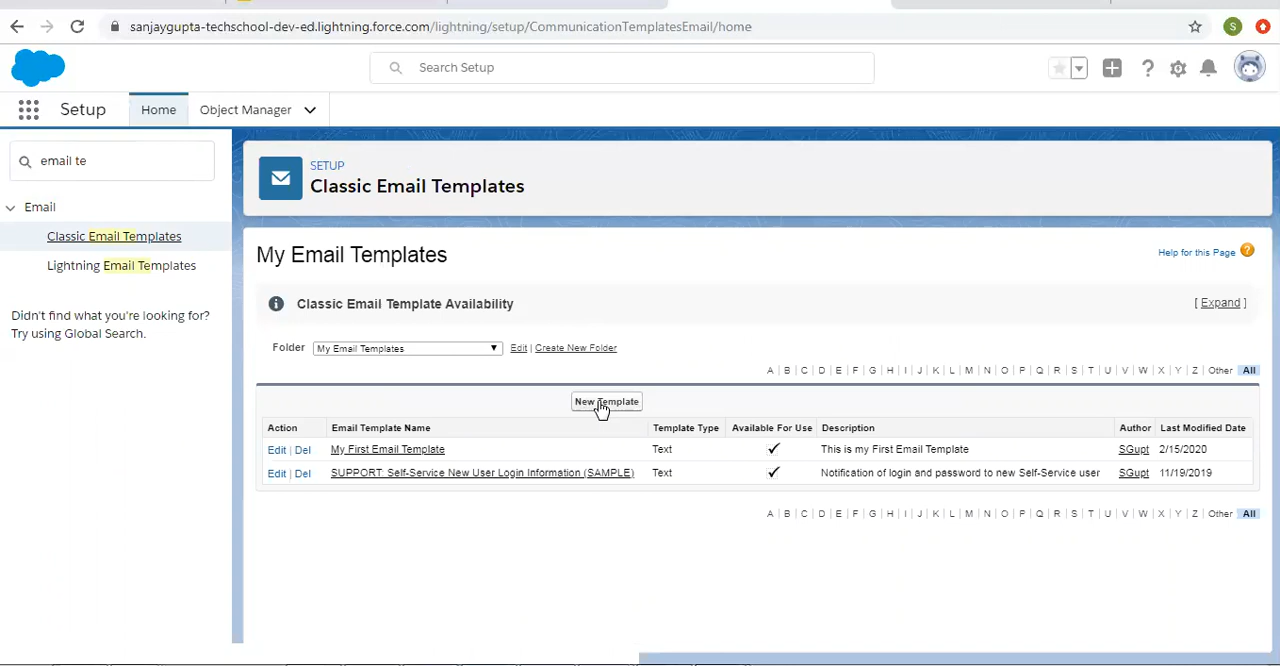 sanjaygupta-techschool-dev-ed.lightning.force.com/lightning/setup/CommunicationTemplatesEmail/home
S
Search Setup
Setup
Home
Object Manager
email te
Email
Classic Email Templates
Lightning Email Templates
Didn't find what you're looking for?
Try using Global Search.
SETUP
Classic Email Templates
My Email Templates
Help for this Page
Classic Email Template Availability
[ Expand ]
Folder My Email Templates Edit | Create New Folder
A | B | C | D | E | F | G | H | I | J | K | L | M | N | O | P | Q | R | S | T | U | V | W | X | Y | Z | Other All
New Template
Action Email Template Name Template Type Available For Use Description Author Last Modified Date
Edit | Del My First Email Template Text This is my First Email Template SGupt 2/15/2020
Edit | Del SUPPORT: Self-Service New User Login Information (SAMPLE) Text Notification of login and password to new Self-Service user SGupt 11/19/2019
A | B | C | D | E | F | G | H | I | J | K | L | M | N | O | P | Q | R | S | T | U | V | W | X | Y | Z | Other All